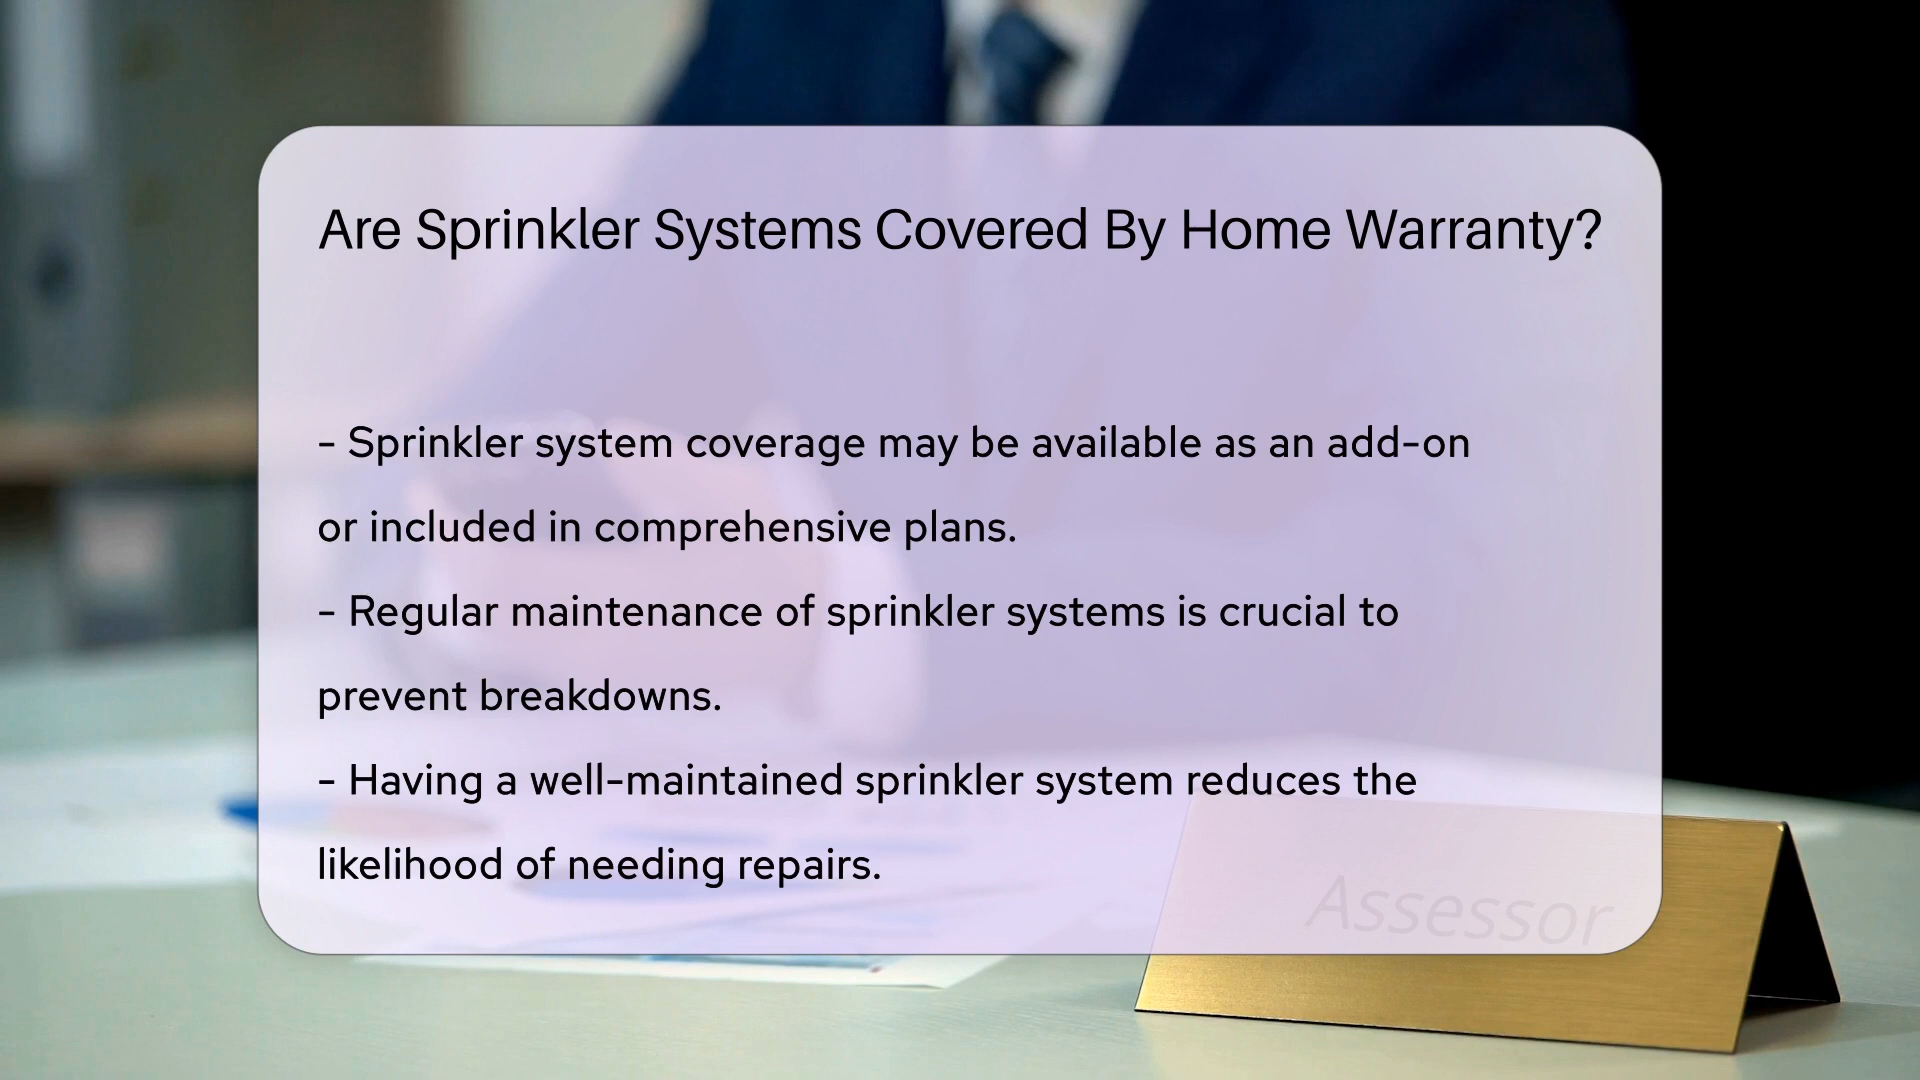 Are Sprinkler Systems Covered By Home Warranty?
- Sprinkler system coverage may be available as an add-on
or included in comprehensive plans.
- Regular maintenance of sprinkler systems is crucial to
prevent breakdowns.
- Having a well-maintained sprinkler system reduces the
likelihood of needing repairs.
Assessor